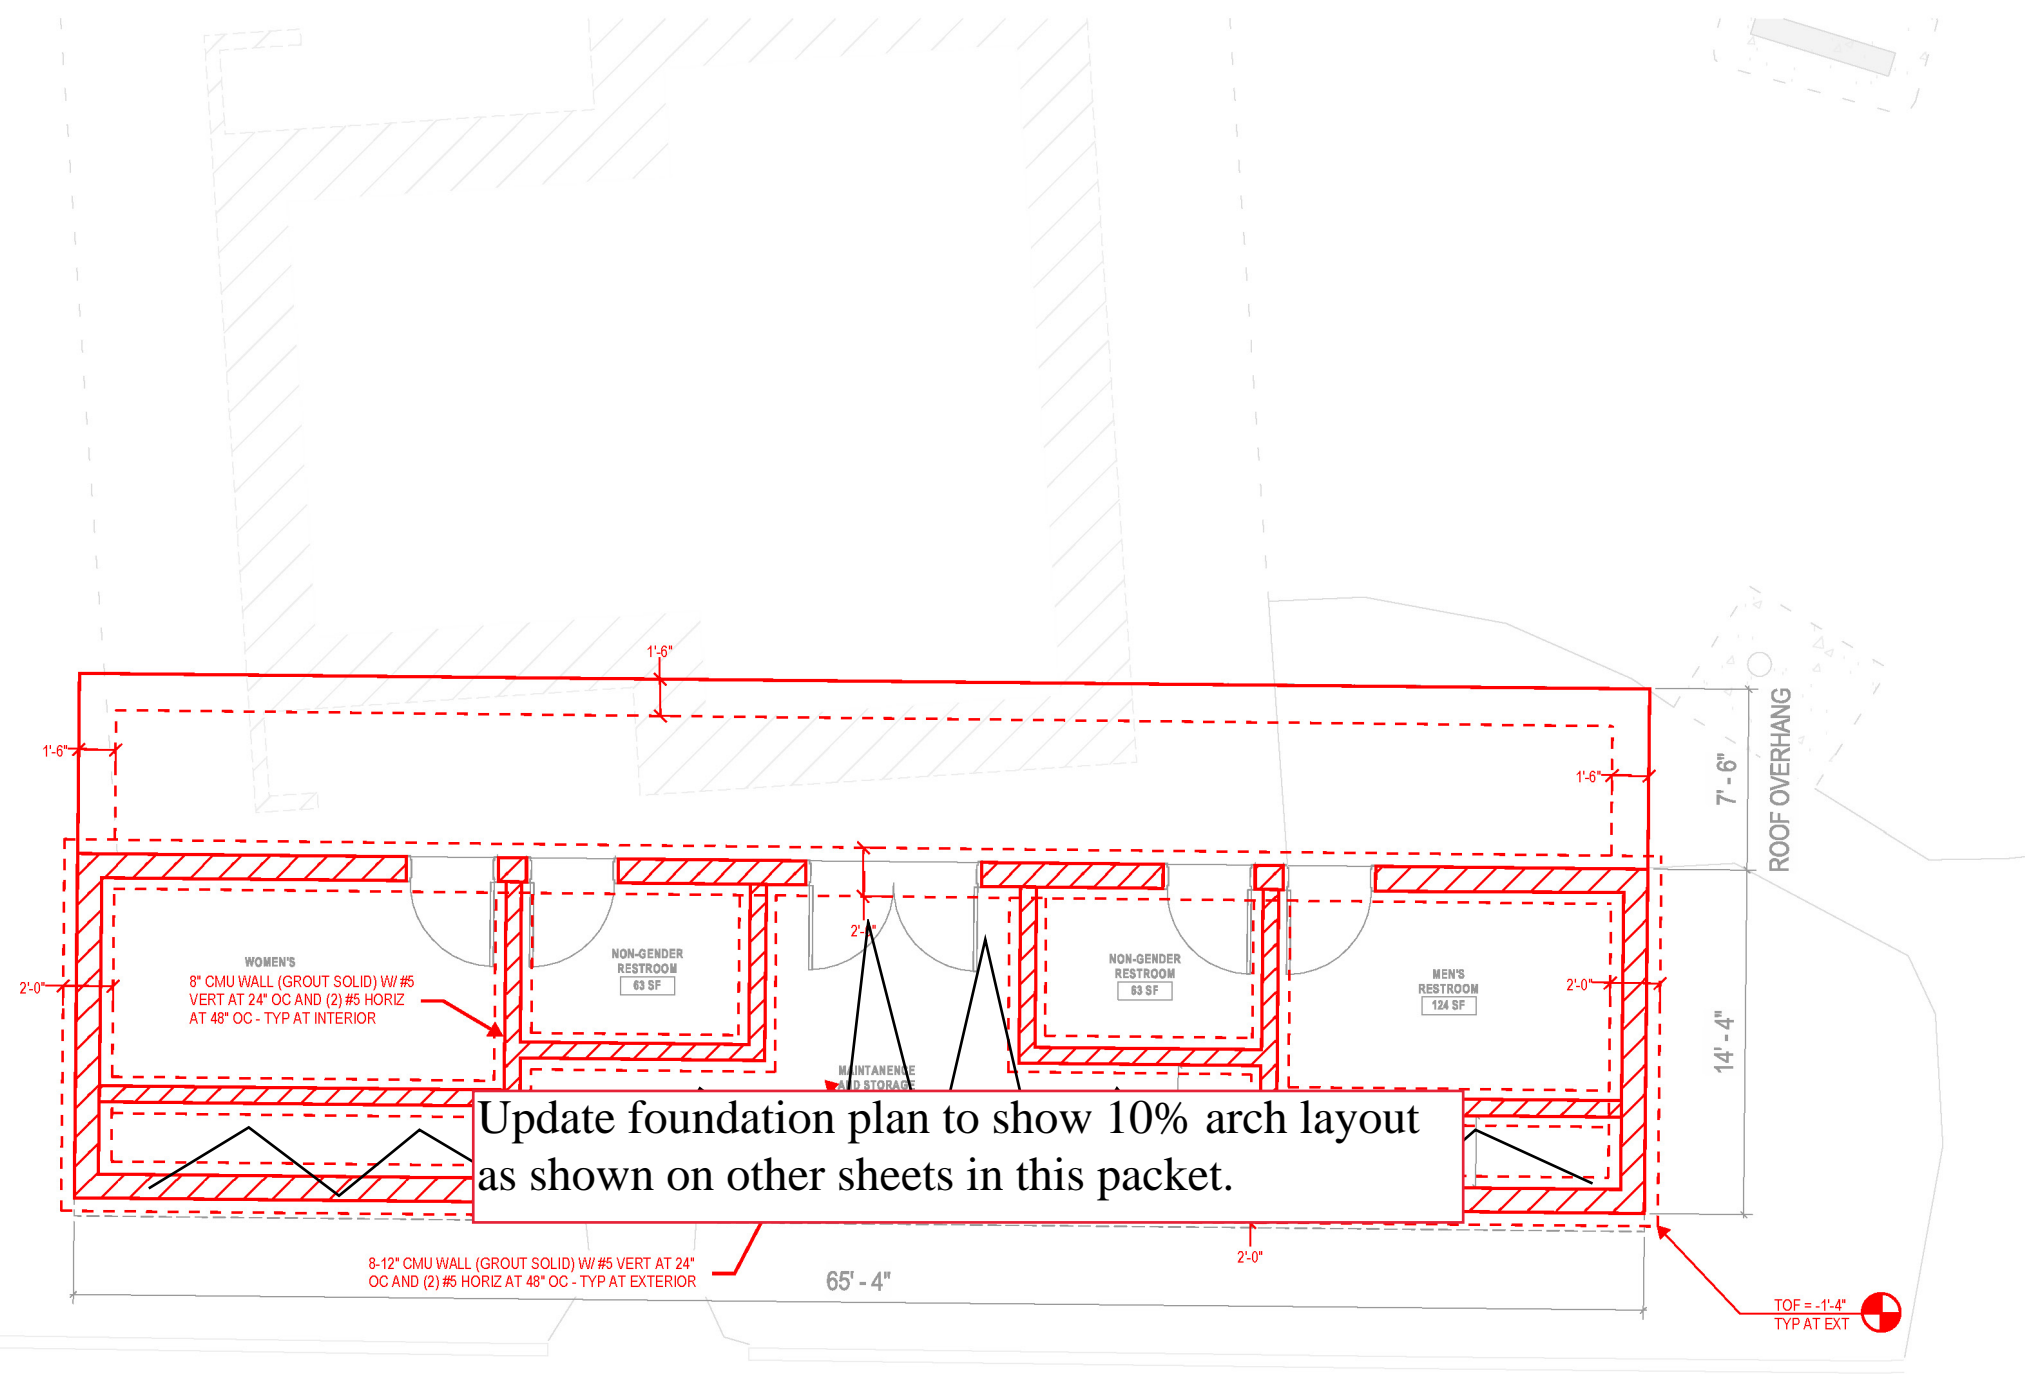 1'-6"
1'-6"
1'-6"
7' - 6"
ROOF OVERHANG
NON-GENDER
RESTROOM
63 SF
WOMEN'S
8" CMU WALL (GROUT SOLID) W/ #5
VERT AT 24" OC AND (2) #5 HORIZ
AT 48" OC - TYP AT INTERIOR
2'-0"
NON-GENDER
RESTROOM
63 SF
MEN'S
RESTROOM
124 SF
2'-0"
14' - 4"
MAINTANENCE
AND STORAGE
Update foundation plan to show 10% arch layout
as shown on other sheets in this packet.
8-12" CMU WALL (GROUT SOLID) W/ #5 VERT AT 24"
OC AND (2) #5 HORIZ AT 48" OC - TYP AT EXTERIOR
65' - 4"
2'-0"
TOF = -1'-4"
TYP AT EXT